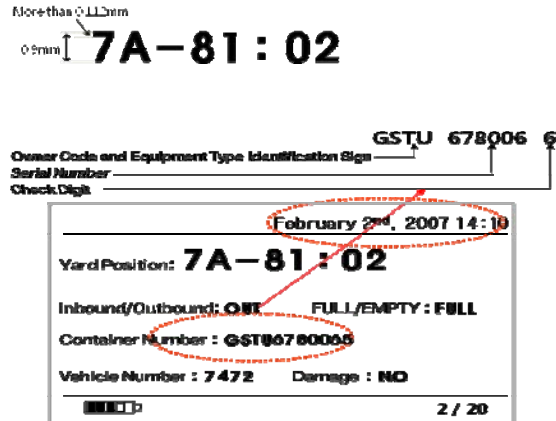 More than 0.112mm
0.9mm
7A-81: 02
GSTU 678006 6
Owner Code and Equipment Type Identification Sign
Serial Number
Check Digit
February 2nd, 2007 14:10
Yard Position: 7A-81: 02
Inbound/Outbound: OUT FULL/EMPTY : FULL
Container Number : GSTU6780066
Vehicle Number : 7472 Damage : NO
2 / 20